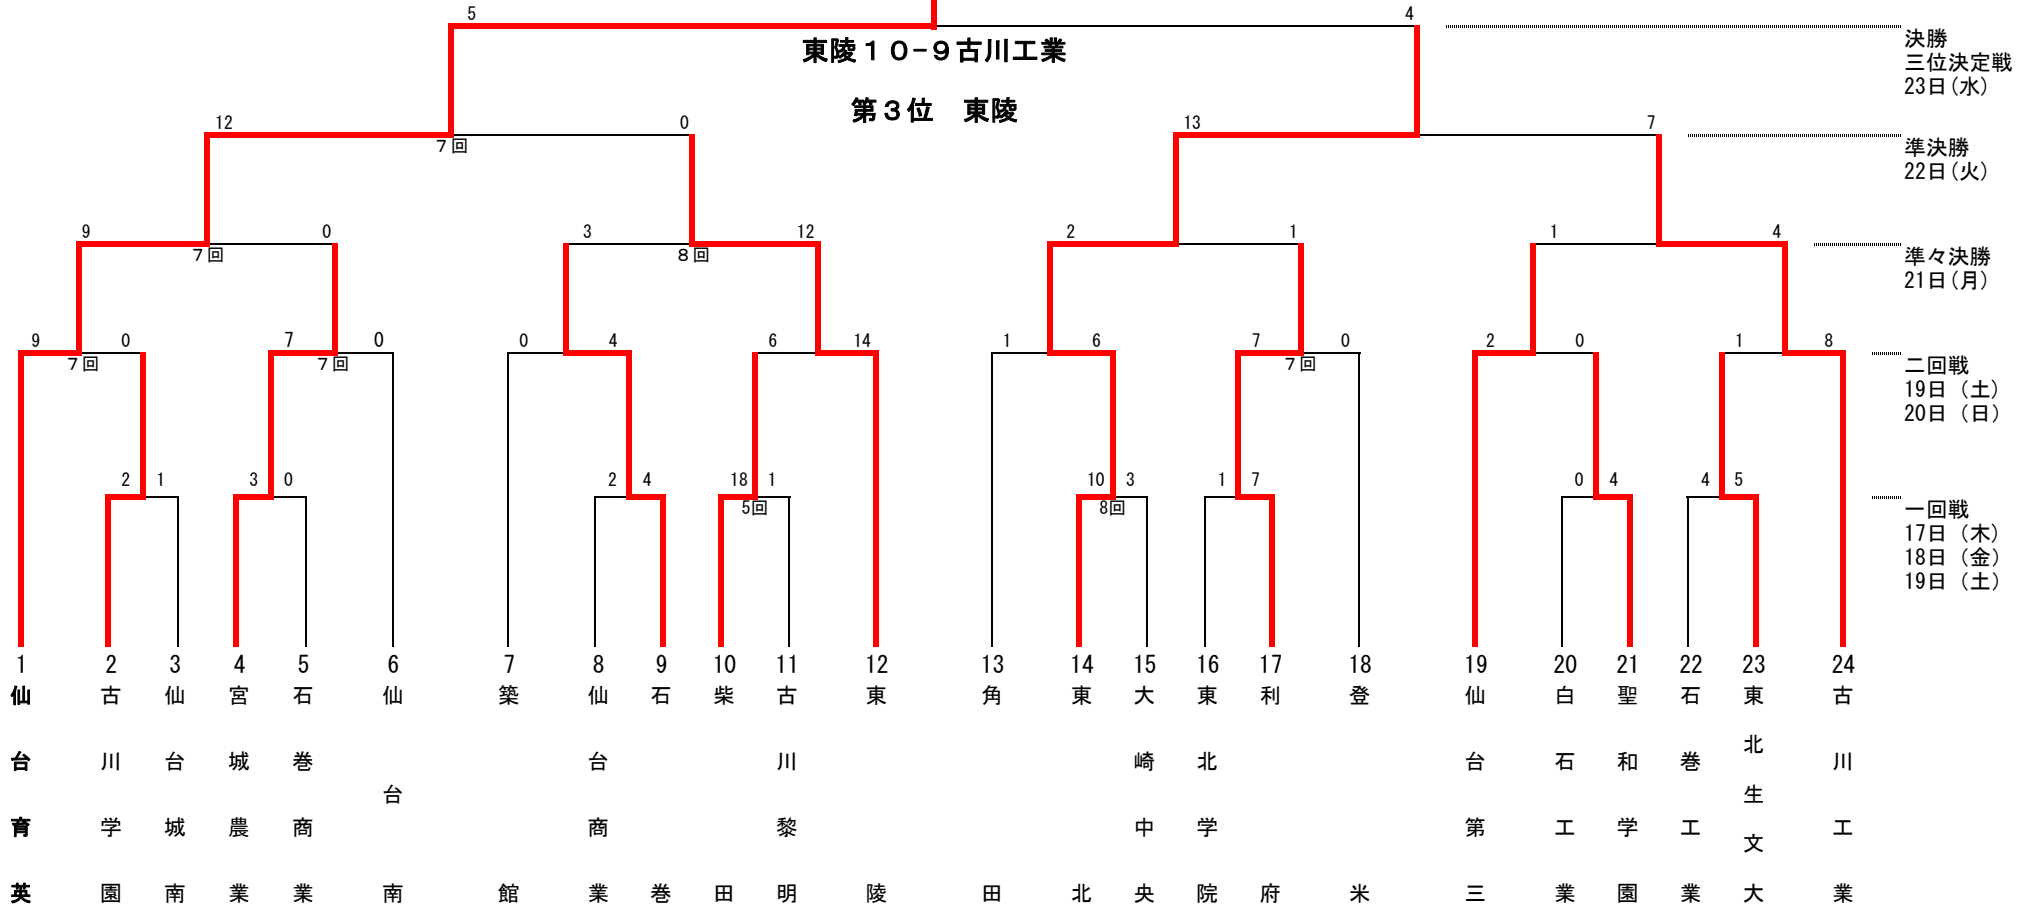 5 4
東陵１０−９古川工業
決勝
三位決定戦
23日(水)
第３位　東陵
12 0 13 7
７回
準決勝
22日(火)
9 0 3 12 2 1 1 4
７回 ８回
準々決勝
21日(月)
9 0 7 0 0 4 6 14 1 6 7 0 2 0 1 8
７回 ７回 ７回
二回戦
19日（土）
20日（日）
2 1 3 0 2 4 18 1 10 3 1 7 0 4 4 5
5回 8回
一回戦
17日（木）
18日（金）
19日（土）
1 2 3 4 5 6 7 8 9 10 11 12 13 14 15 16 17 18 19 20 21 22 23 24
仙台育英
古川学園
仙台城南
宮城農業
石巻商業
仙台南
築館
仙台商業
石巻
柴田
古川黎明
東陵
角田
東北
大崎中央
東北学院
利府
登米
仙台第三
白石工業
聖和学園
石巻工業
東北生文大
古川工業